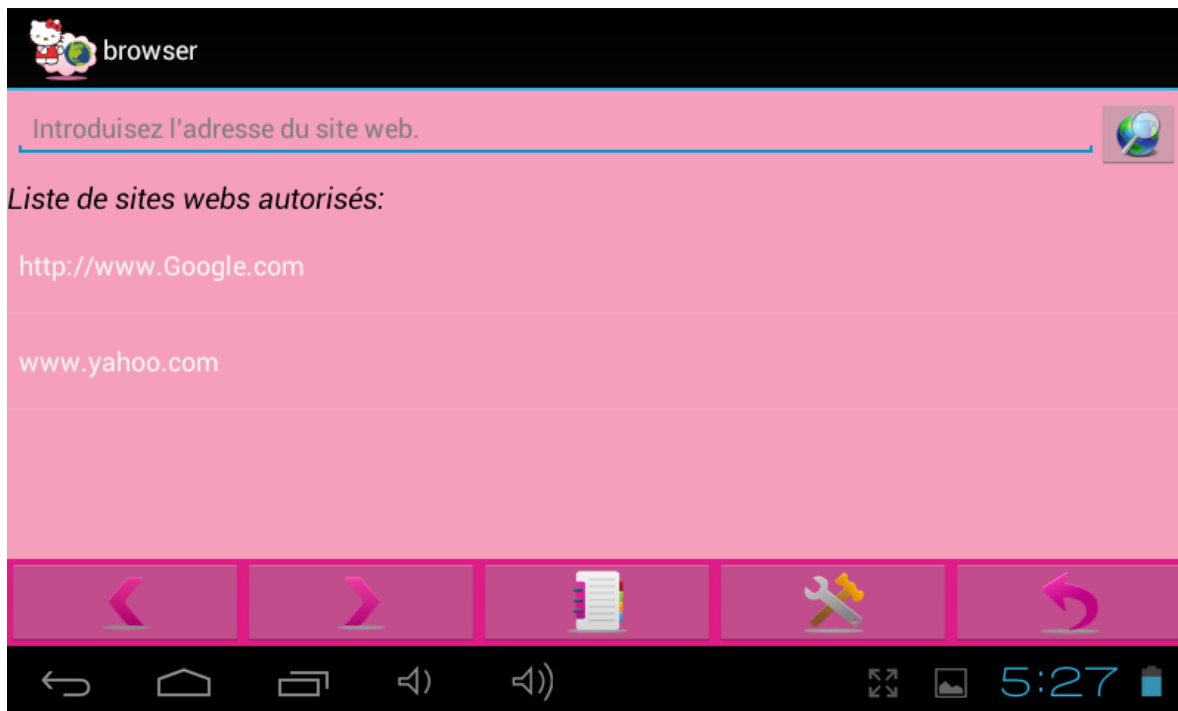 browser
Introduisez l'adresse du site web.
Liste de sites webs autorisés:
http://www.Google.com
www.yahoo.com
5:27